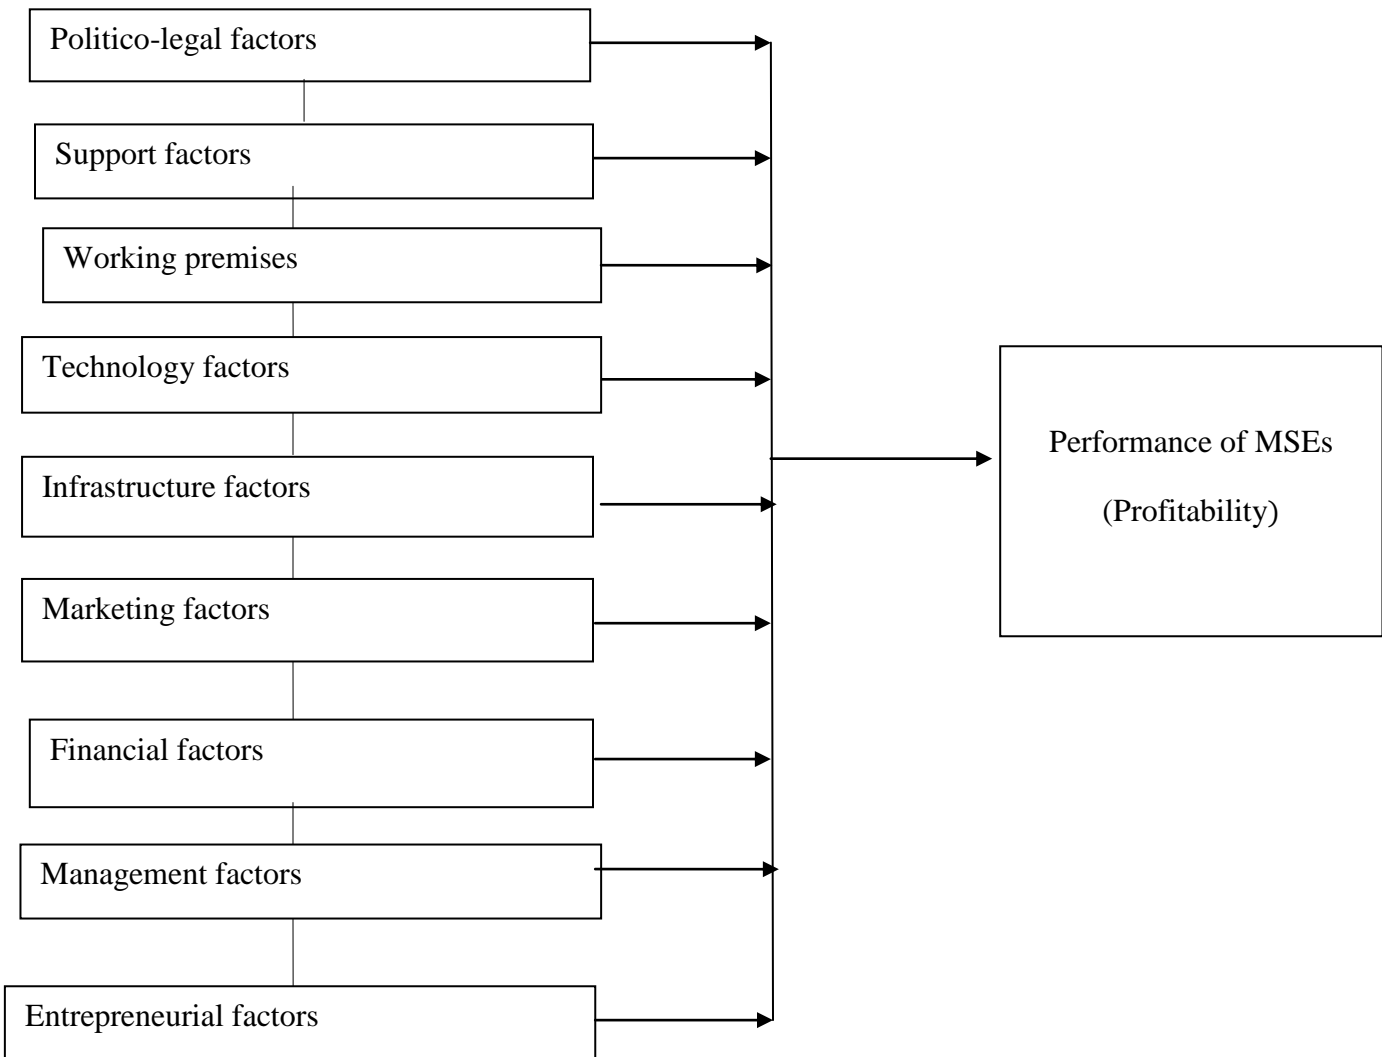 Politico-legal factors
Support factors
Working premises
Technology factors
Infrastructure factors
Marketing factors
Financial factors
Management factors
Entrepreneurial factors
Performance of MSEs
(Profitability)